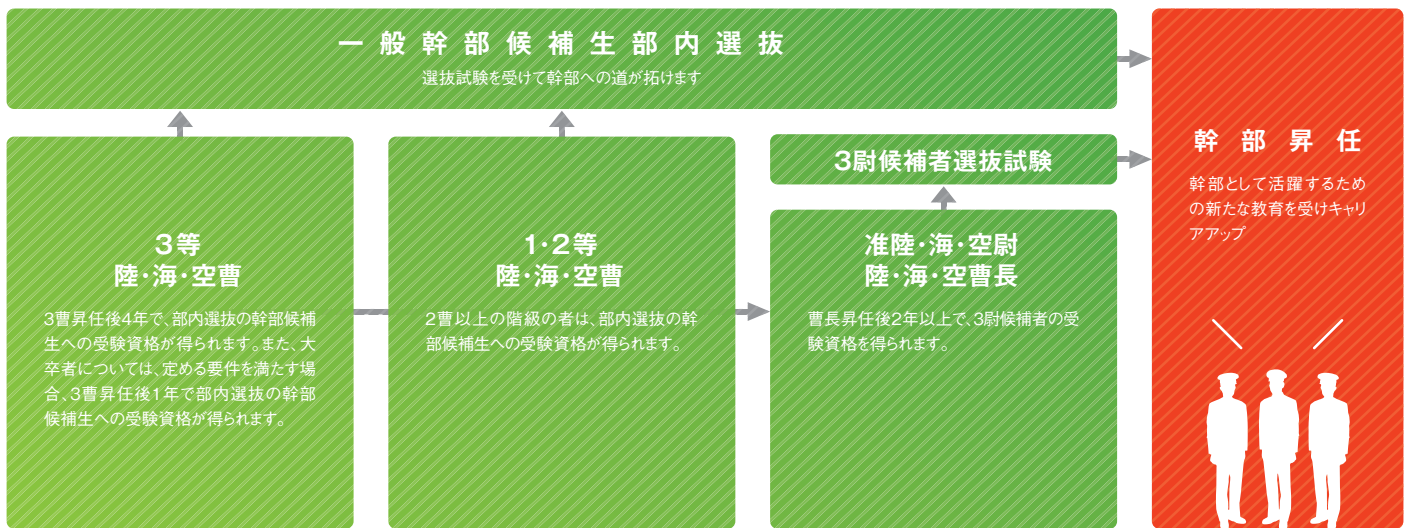 一般幹部候補生部内選抜
選抜試験を受けて幹部への道が拓けます
3等
陸・海・空曹
3曹昇任後4年で、部内選抜の幹部候補
生への受験資格が得られます。また、大
卒者については、定める要件を満たす場
合、3曹昇任後1年で部内選抜の幹部
候補生への受験資格が得られます。
1・2等
陸・海・空曹
2曹以上の階級の者は、部内選抜の幹
部候補生への受験資格が得られます。
3尉候補者選抜試験
准陸・海・空尉
陸・海・空曹長
曹長昇任後2年以上で、3尉候補者の受
験資格を得られます。
幹部昇任
幹部として活躍するため
の新たな教育を受けキャリ
アアップ